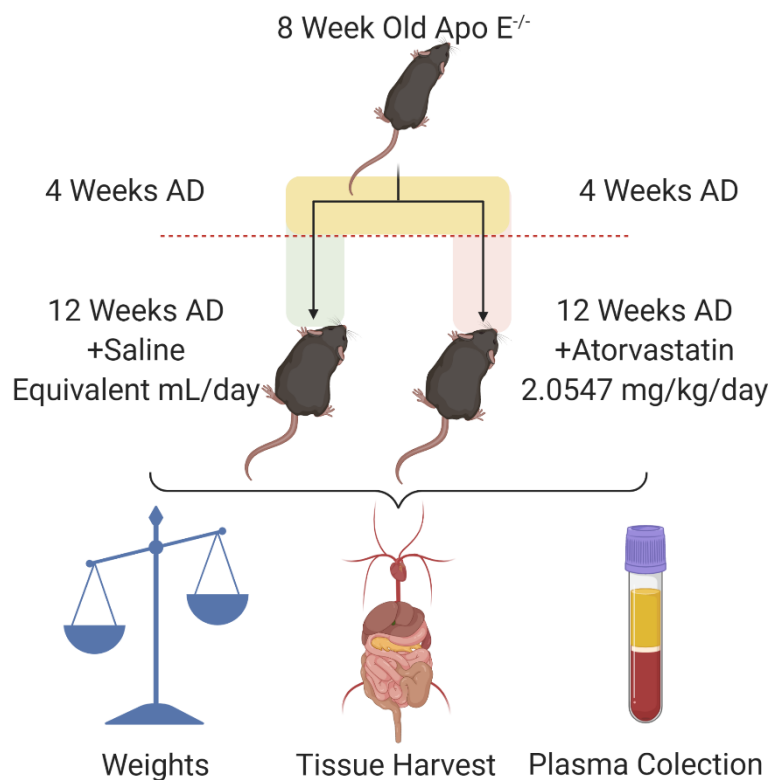 8 Week Old Apo E-/-
4 Weeks AD
4 Weeks AD
12 Weeks AD
+Saline
Equivalent mL/day
12 Weeks AD
+Atorvastatin
2.0547 mg/kg/day
Weights
Tissue Harvest
Plasma Colection